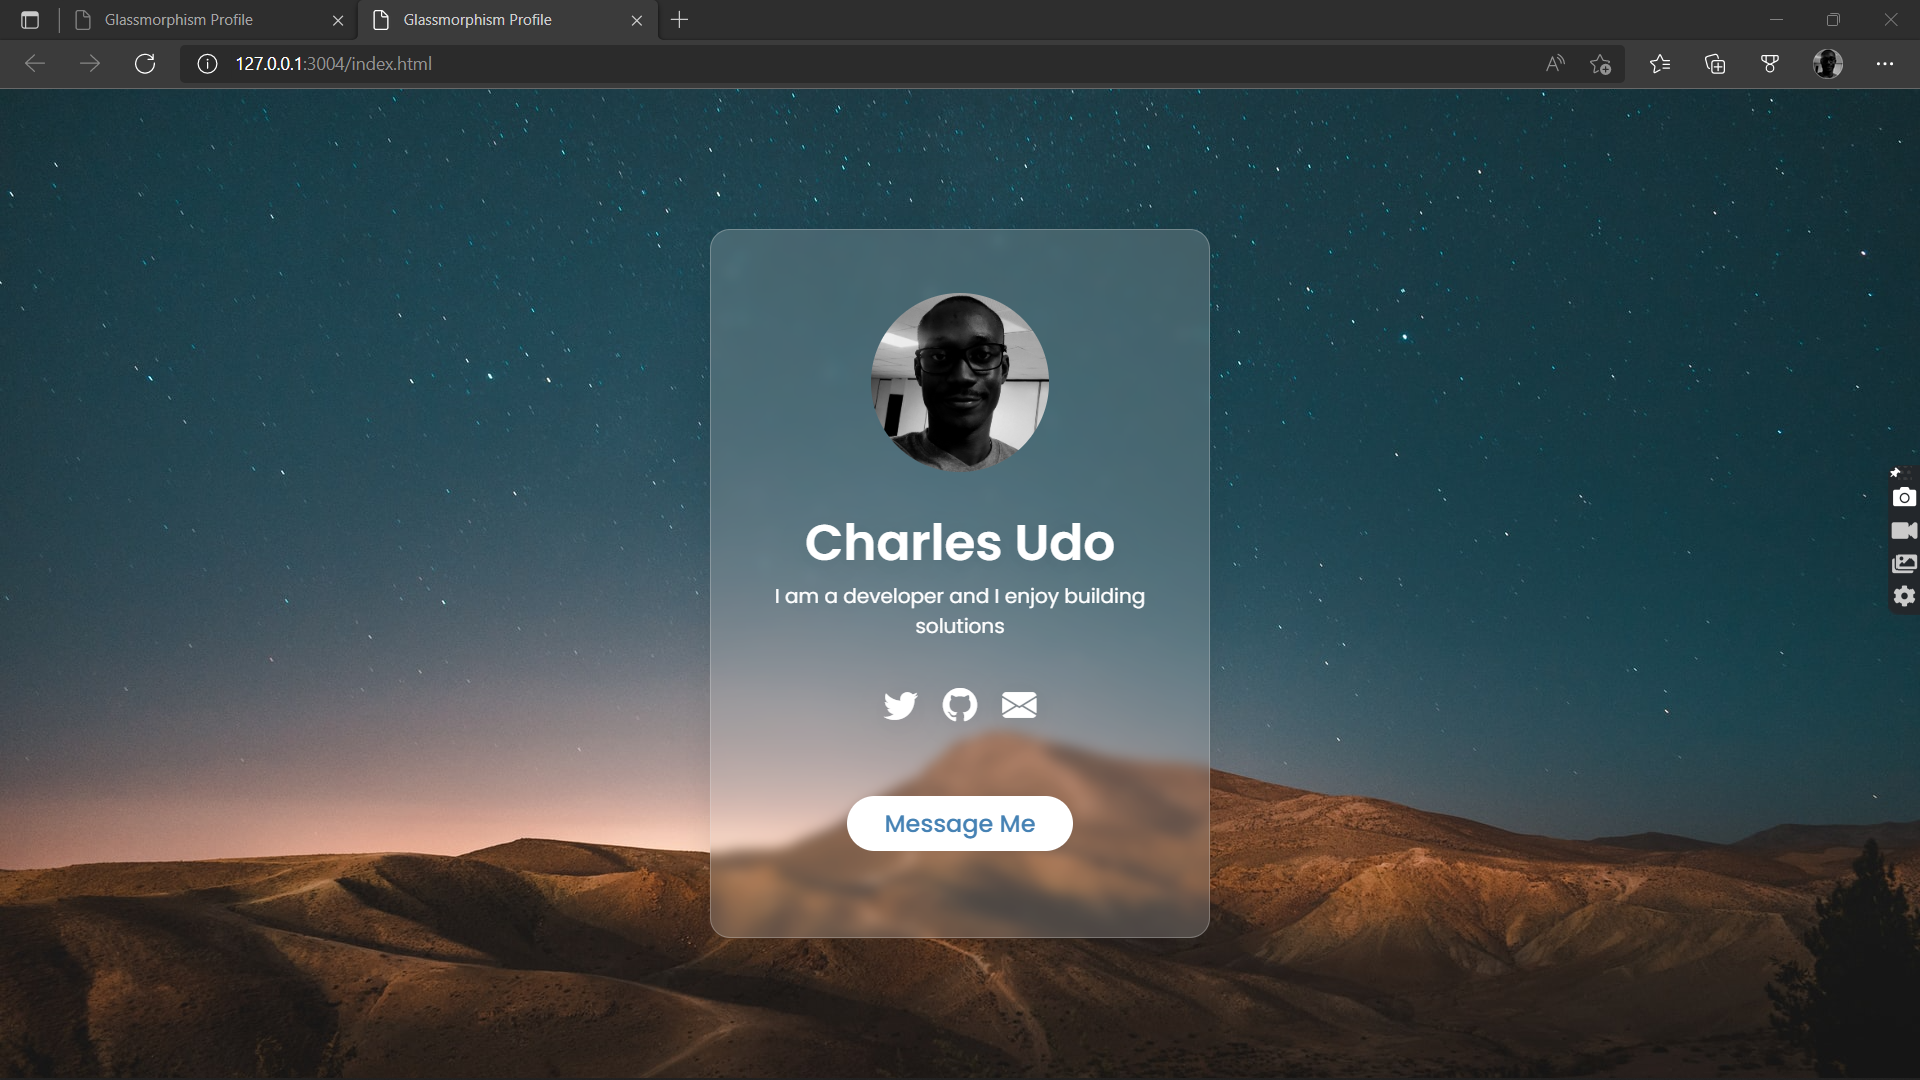 Glassmorphism Profile
Glassmorphism Profile
127.0.0.1:3004/index.html
Charles Udo
I am a developer and I enjoy building
solutions
Message Me